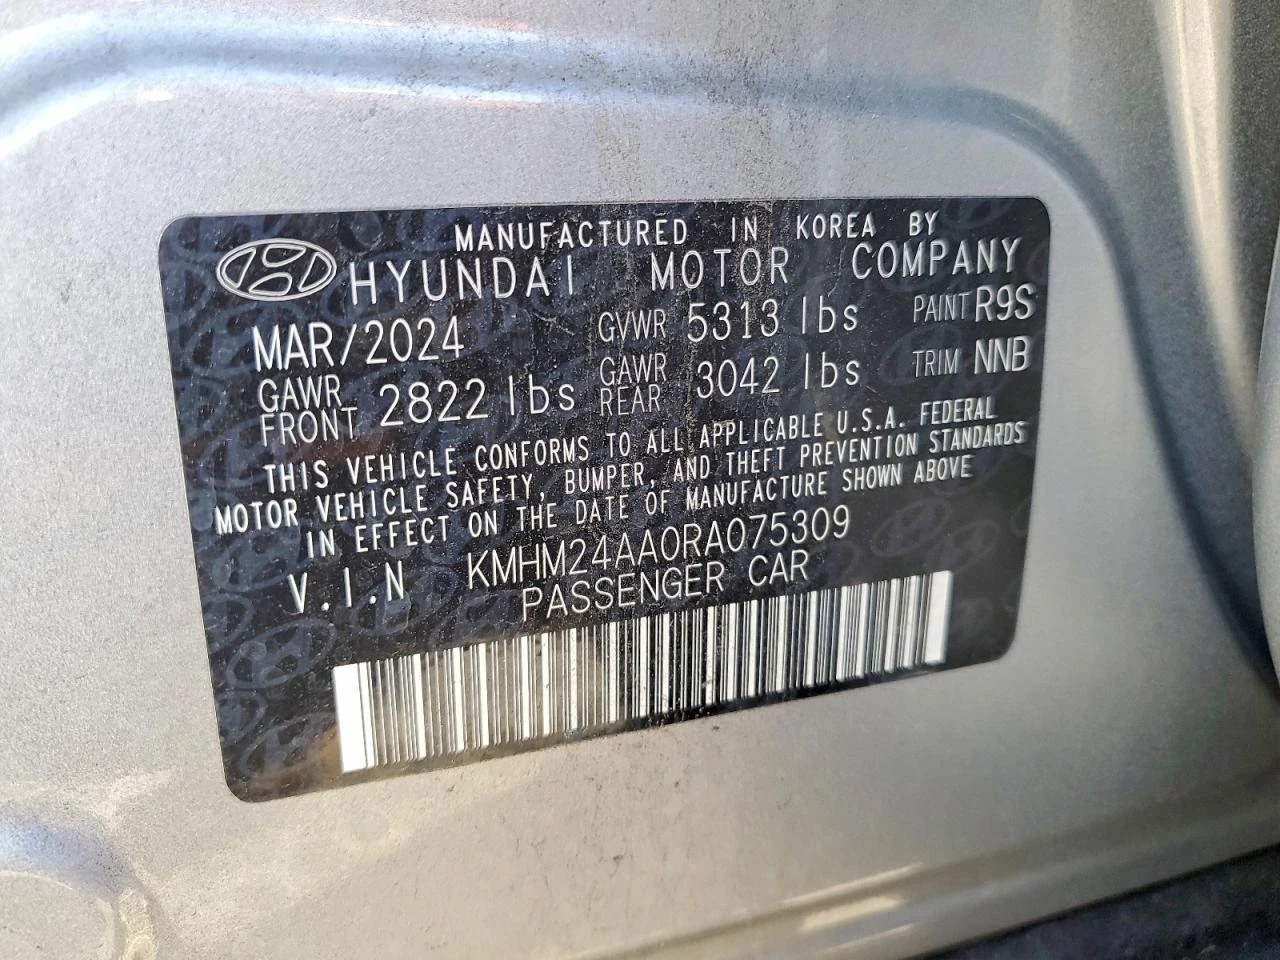 MANUFACTURED IN KOREA BY
HYUNDAI MOTOR COMPANY
MAR/2024 GVWR 5313 lbs PAINT R9S
GAWR FRONT 2822 lbs GAWR REAR 3042 lbs TRIM NNB
THIS VEHICLE CONFORMS TO ALL APPLICABLE U.S.A. FEDERAL
MOTOR VEHICLE SAFETY, BUMPER, AND THEFT PREVENTION STANDARDS
IN EFFECT ON THE DATE OF MANUFACTURE SHOWN ABOVE
V.I.N KMHM24AA0RA075309
PASSENGER CAR